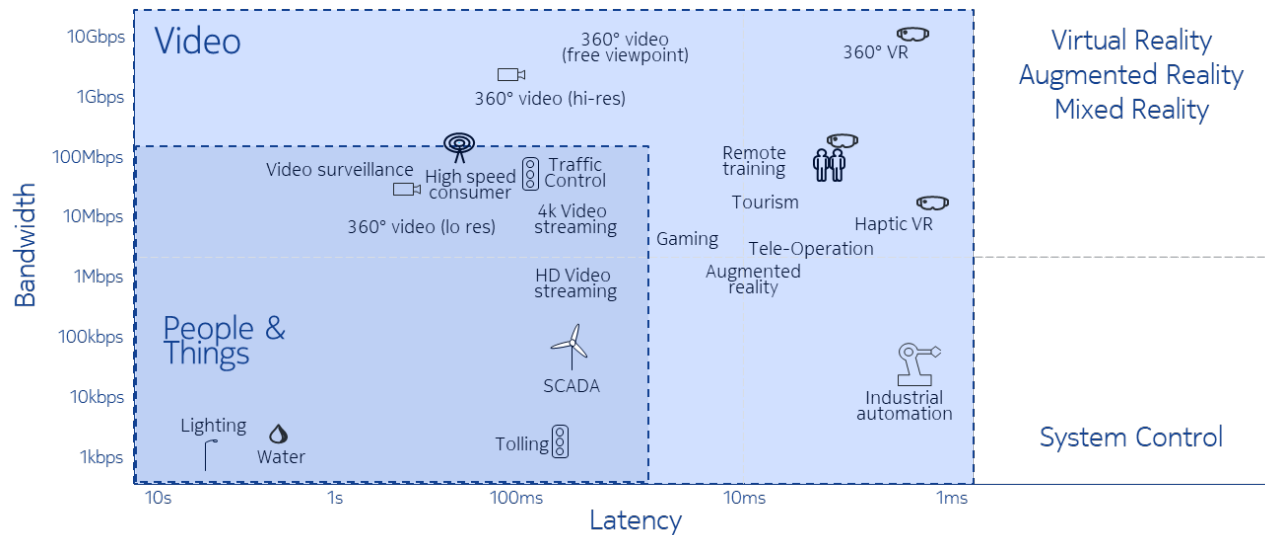 10Gbps
Video
360° video
(free viewpoint)
360° VR
Virtual Reality
Augmented Reality
Mixed Reality
1Gbps
360° video (hi-res)
100Mbps
Video surveillance
High speed
consumer
Traffic
Control
Remote
training
Tourism
10Mbps
360° video (lo res)
4k Video
streaming
Gaming
Haptic VR
Tele-Operation
Bandwidth
1Mbps
HD Video
streaming
Augmented
reality
People &
Things
100kbps
SCADA
10kbps
Industrial
automation
Lighting
Water
Tolling
System Control
1kbps
10s
1s
100ms
10ms
1ms
Latency